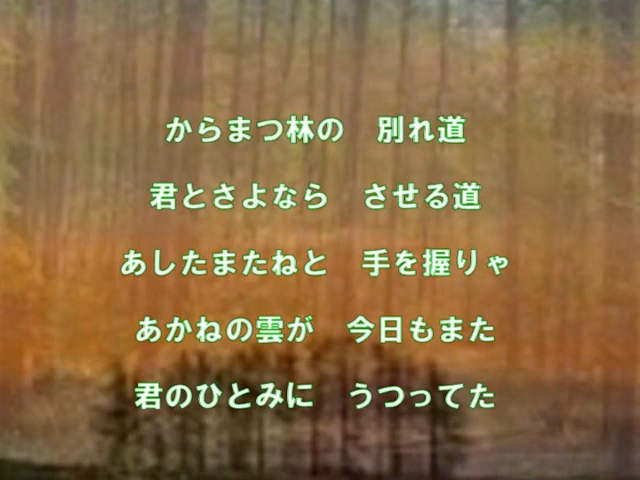 からまつ林の　別れ道
君とさよなら　させる道
あしたまたねと　手を握りゃ
あかねの雲が　今日もまた
君のひとみに　うつってた